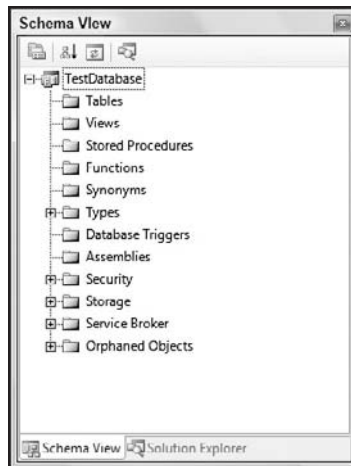 Schema View
TestDatabase
Tables
Views
Stored Procedures
Functions
Synonyms
Types
Database Triggers
Assemblies
Security
Storage
Service Broker
Orphaned Objects
Schema View Solution Explorer